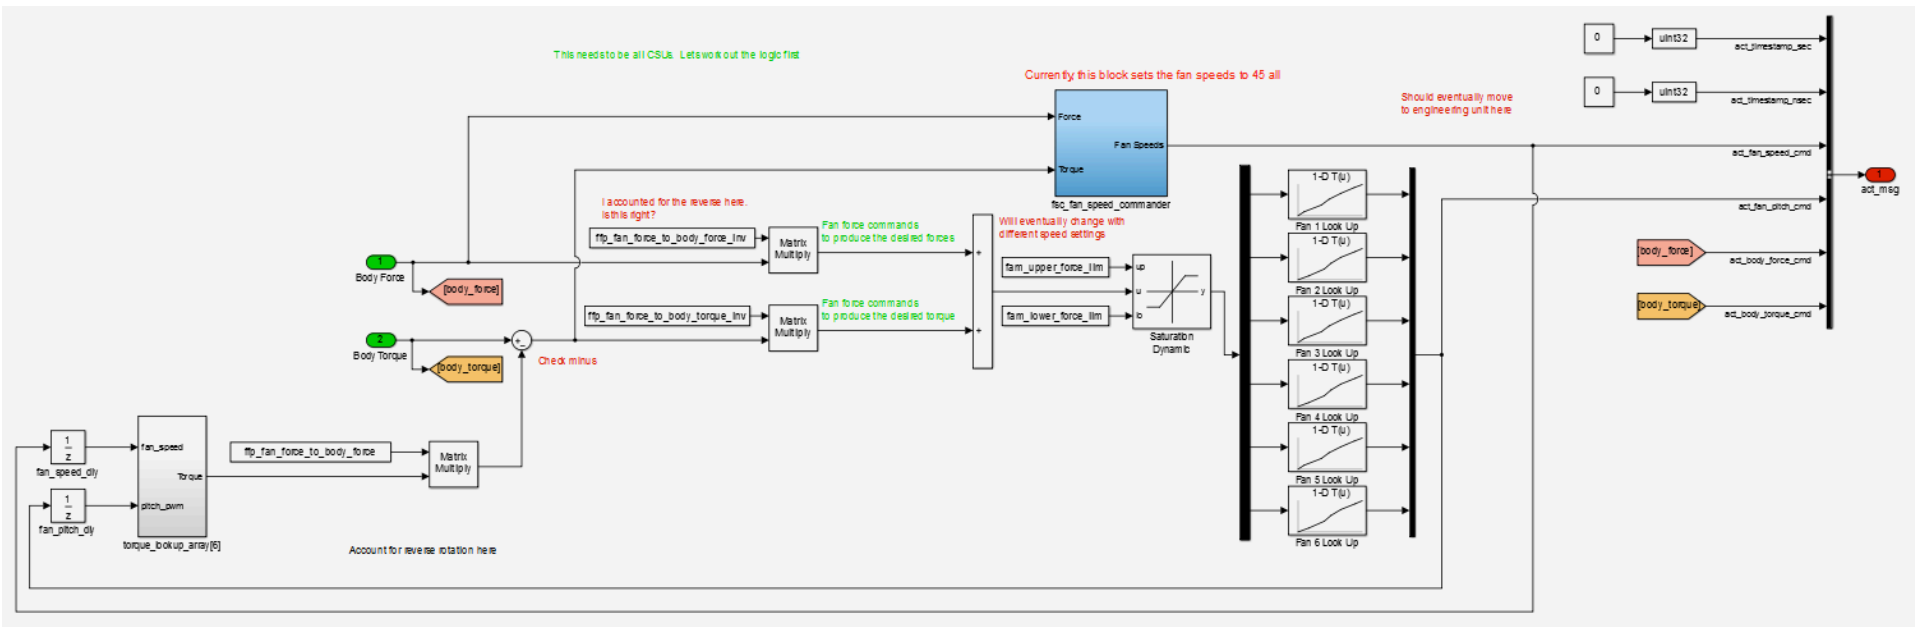 This needs to be all CSUs. Lets work out the logic first
Currently, this block sets the fan speeds to 45 all
Should eventually move
to engineering unit here
0
uint32
act_timestamp_sec
0
uint32
act_timestamp_nsec
Force
Fan Speeds
Torque
fsc_fan_speed_commander
act_fan_speed_cmd
1
act_msg
act_fan_pitch_cmd
[body_force]
act_body_force_cmd
[body_torque]
act_body_torque_cmd
I accounted for the reverse here.
Is this right?
ffp_fan_force_to_body_force_inv
Matrix
Multiply
Fan force commands
to produce the desired forces
1
Body Force
[body_force]
ffp_fan_force_to_body_torque_inv
Matrix
Multiply
Fan force commands
to produce the desired torque
2
Body Torque
[body_torque]
+
-
Check minus
+
+
Will eventually change with
different speed settings
fam_upper_force_lim
fam_lower_force_lim
up
u
lo
y
Saturation
Dynamic
1-D T(u)
Fan 1 Look Up
1-D T(u)
Fan 2 Look Up
1-D T(u)
Fan 3 Look Up
1-D T(u)
Fan 4 Look Up
1-D T(u)
Fan 5 Look Up
1-D T(u)
Fan 6 Look Up
1
z
fan_speed_dly
1
z
fan_pitch_dly
fan_speed
Torque
pitch_pwm
torque_lookup_array[6]
ffp_fan_force_to_body_force
Matrix
Multiply
Account for reverse rotation here